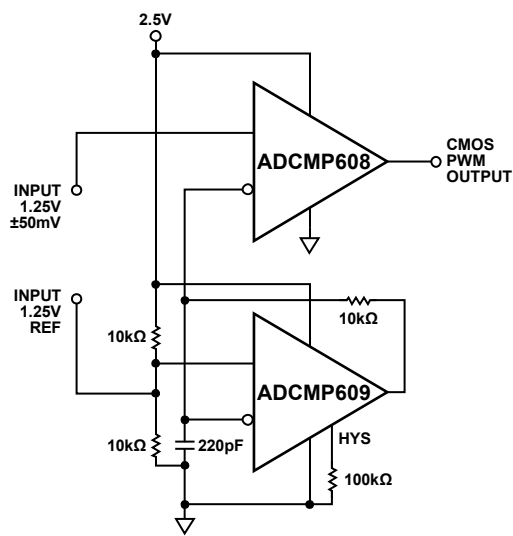 2.5V
ADCMP608
CMOS
PWM
OUTPUT
INPUT
1.25V
±50mV
INPUT
1.25V
REF
10kΩ
10kΩ
ADCMP609
10kΩ
220pF
HYS
100kΩ